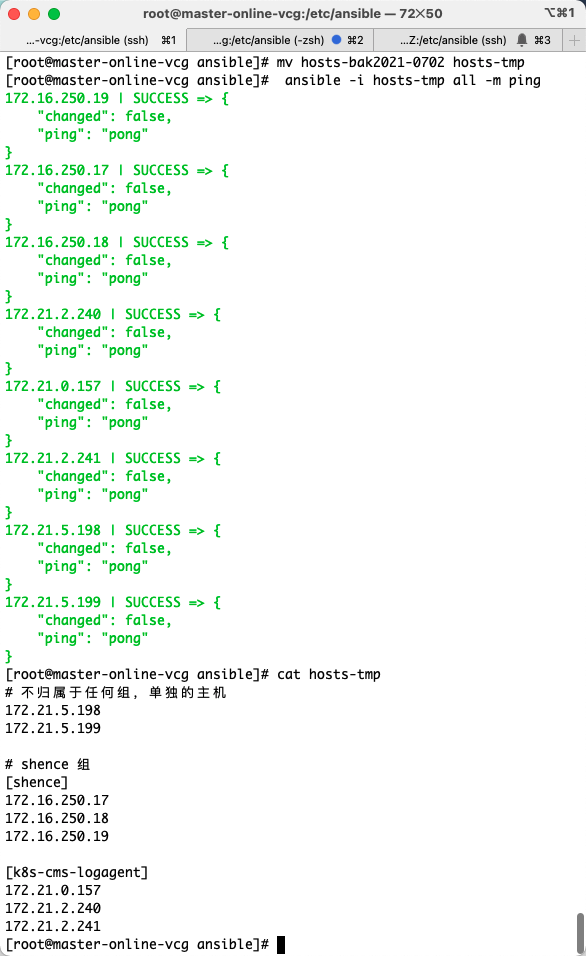 root@master-online-vcg:/etc/ansible — 72×50
⌥⌘1
...-vcg:/etc/ansible (ssh) ⌘1
...g:/etc/ansible (-zsh) ⌘2
...Z:/etc/ansible (ssh) ⌘3
[root@master-online-vcg ansible]# mv hosts-bak2021-0702 hosts-tmp
[root@master-online-vcg ansible]#  ansible -i hosts-tmp all -m ping
172.16.250.19 | SUCCESS => {
    "changed": false,
    "ping": "pong"
}
172.16.250.17 | SUCCESS => {
    "changed": false,
    "ping": "pong"
}
172.16.250.18 | SUCCESS => {
    "changed": false,
    "ping": "pong"
}
172.21.2.240 | SUCCESS => {
    "changed": false,
    "ping": "pong"
}
172.21.0.157 | SUCCESS => {
    "changed": false,
    "ping": "pong"
}
172.21.2.241 | SUCCESS => {
    "changed": false,
    "ping": "pong"
}
172.21.5.198 | SUCCESS => {
    "changed": false,
    "ping": "pong"
}
172.21.5.199 | SUCCESS => {
    "changed": false,
    "ping": "pong"
}
[root@master-online-vcg ansible]# cat hosts-tmp
# 不归属于任何组，单独的主机
172.21.5.198
172.21.5.199

# shence 组
[shence]
172.16.250.17
172.16.250.18
172.16.250.19

[k8s-cms-logagent]
172.21.0.157
172.21.2.240
172.21.2.241
[root@master-online-vcg ansible]#